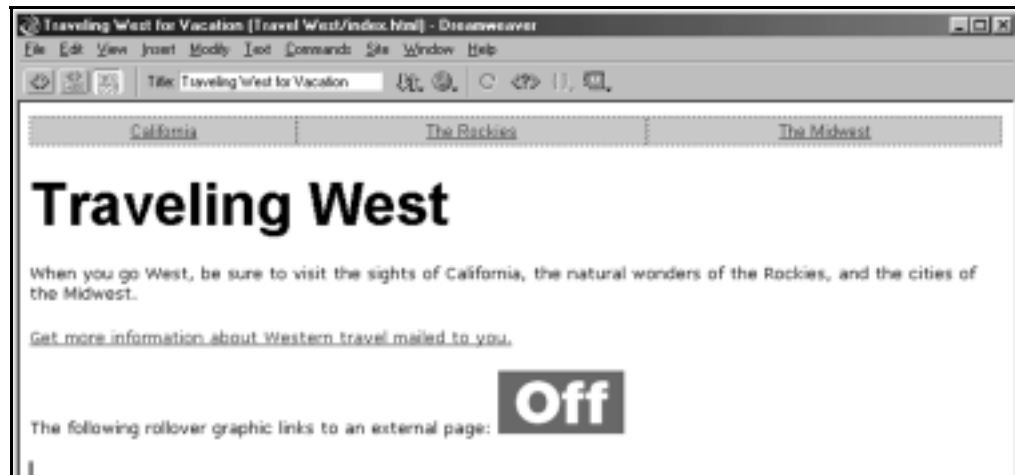 Traveling West for Vacation (Travel West/index.html) - Dreamweaver
File Edit View Insert Modify Text Commands Site Window Help
Title: Traveling West for Vacation
California The Rockies The Midwest
Traveling West
When you go West, be sure to visit the sights of California, the natural wonders of the Rockies, and the cities of
the Midwest.
Get more information about Western travel mailed to you.
Off
The following rollover graphic links to an external page: